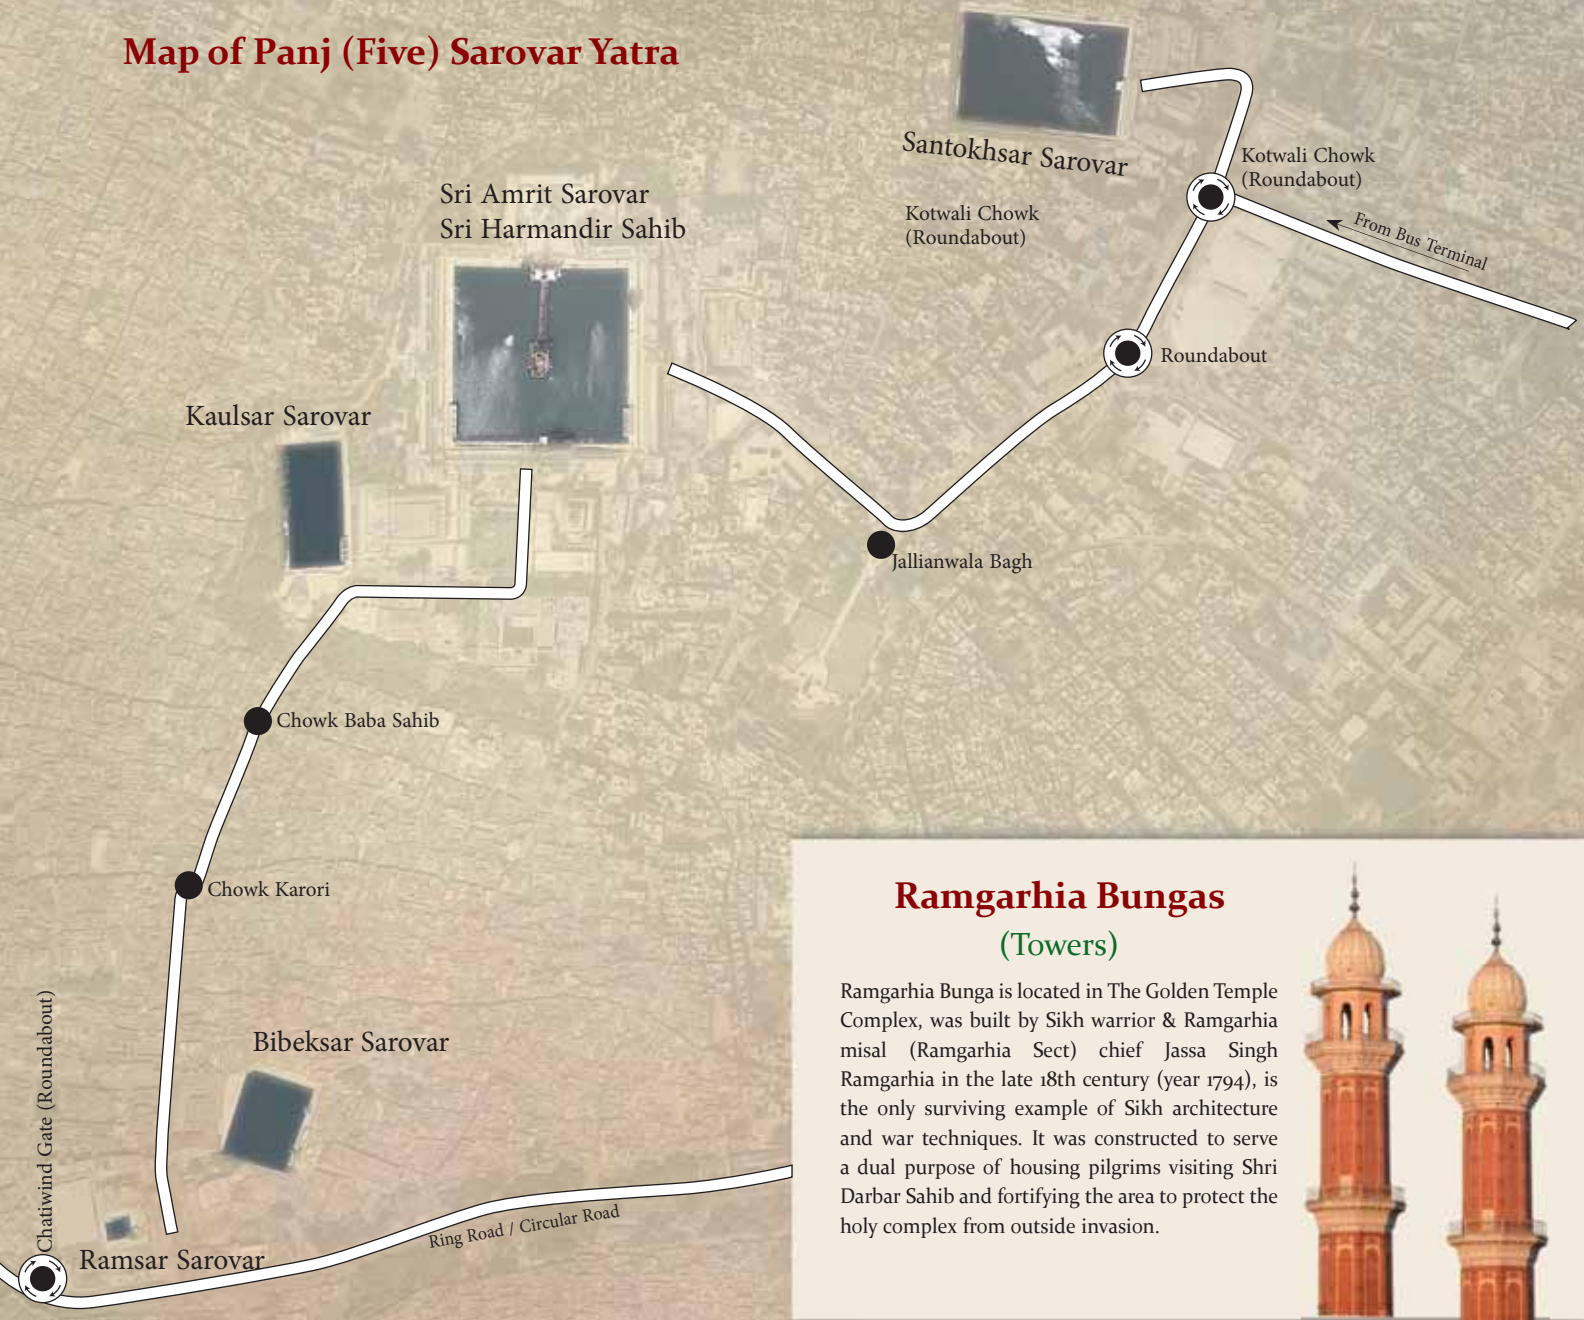 Map of Panj (Five) Sarovar Yatra
Santokhsar Sarovar
Kotwali Chowk
(Roundabout)
Sri Amrit Sarovar
Sri Harmandir Sahib
Kotwali Chowk
(Roundabout)
From Bus Terminal
Roundabout
Kaulsar Sarovar
Jallianwala Bagh
Chowk Baba Sahib
Chowk Karori
Bibeksar Sarovar
Chatiwind Gate (Roundabout)
Ramsar Sarovar
Ring Road / Circular Road
Ramgarhia Bungas
(Towers)
Ramgarhia Bunga is located in The Golden Temple
Complex, was built by Sikh warrior & Ramgarhia
misal (Ramgarhia Sect) chief Jassa Singh
Ramgarhia in the late 18th century (year 1794), is
the only surviving example of Sikh architecture
and war techniques. It was constructed to serve
a dual purpose of housing pilgrims visiting Shri
Darbar Sahib and fortifying the area to protect the
holy complex from outside invasion.